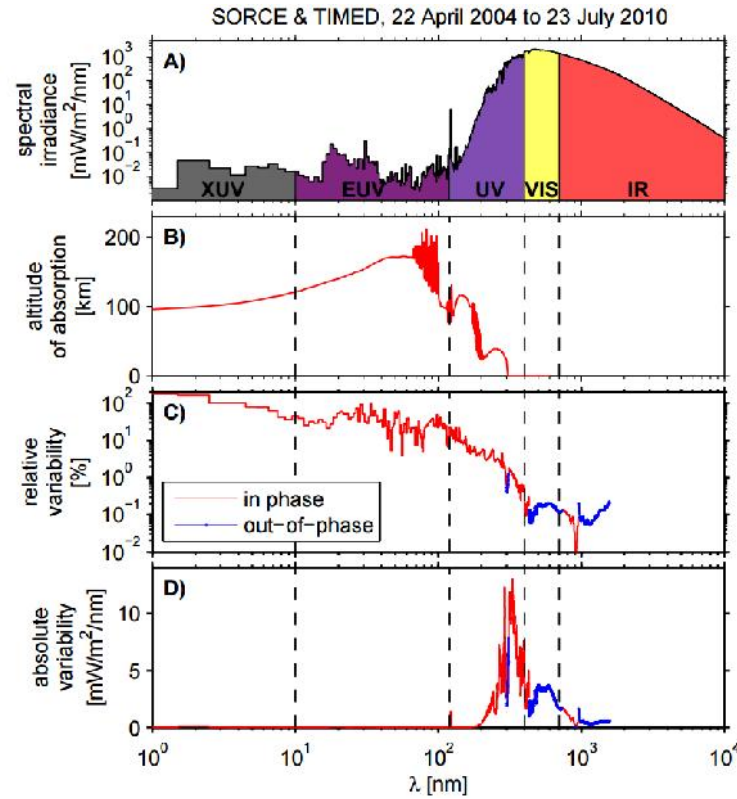 SORCE & TIMED, 22 April 2004 to 23 July 2010
A)
spectral
irradiance
[mW/m²/nm]
10³
10²
10¹
10⁰
10⁻¹
10⁻²
XUV EUV UV VIS IR
B)
altitude
of absorption
[km]
200
100
0
C)
relative
variability
[%]
10²
10¹
10⁰
10⁻¹
10⁻²
in phase
out-of-phase
D)
absolute
variability
[mW/m²/nm]
10
5
0
10⁰ 10¹ 10² 10³ 10⁴
λ [nm]